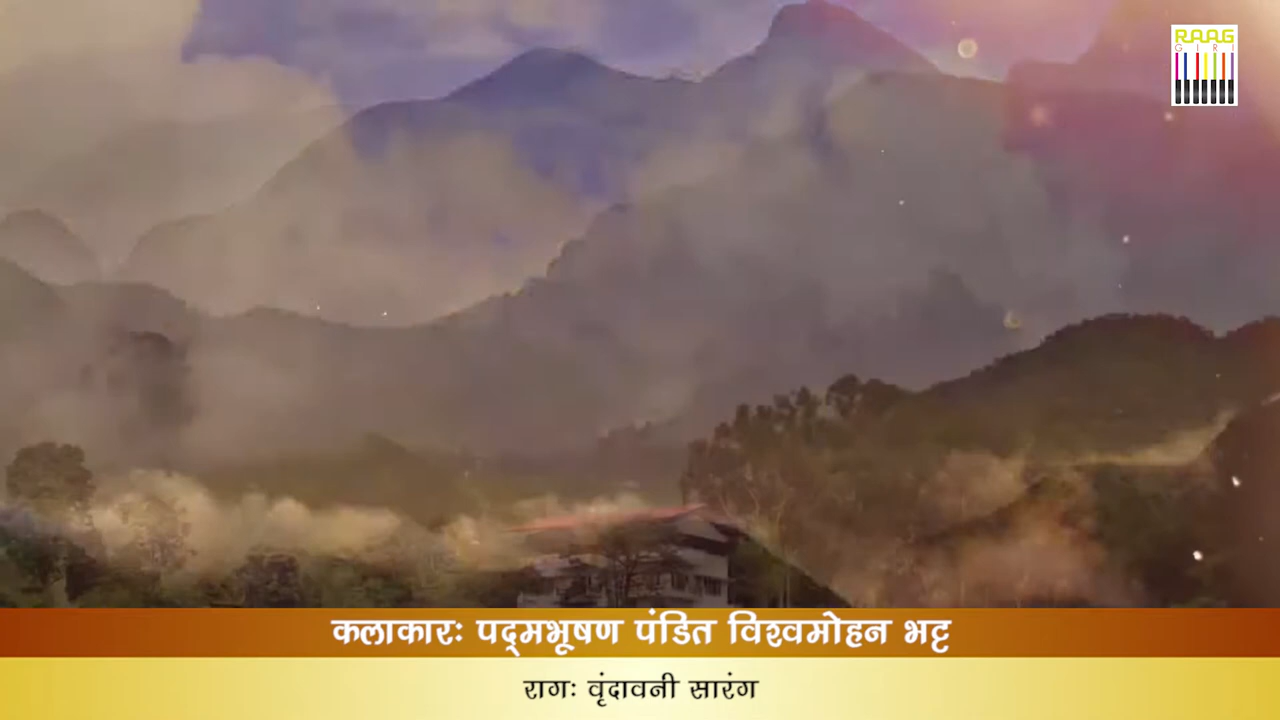 RAAG
GIRI
कलाकारः पद्मभूषण पंडित विश्वमोहन भट्ट
रागः वृंदावनी सारंग